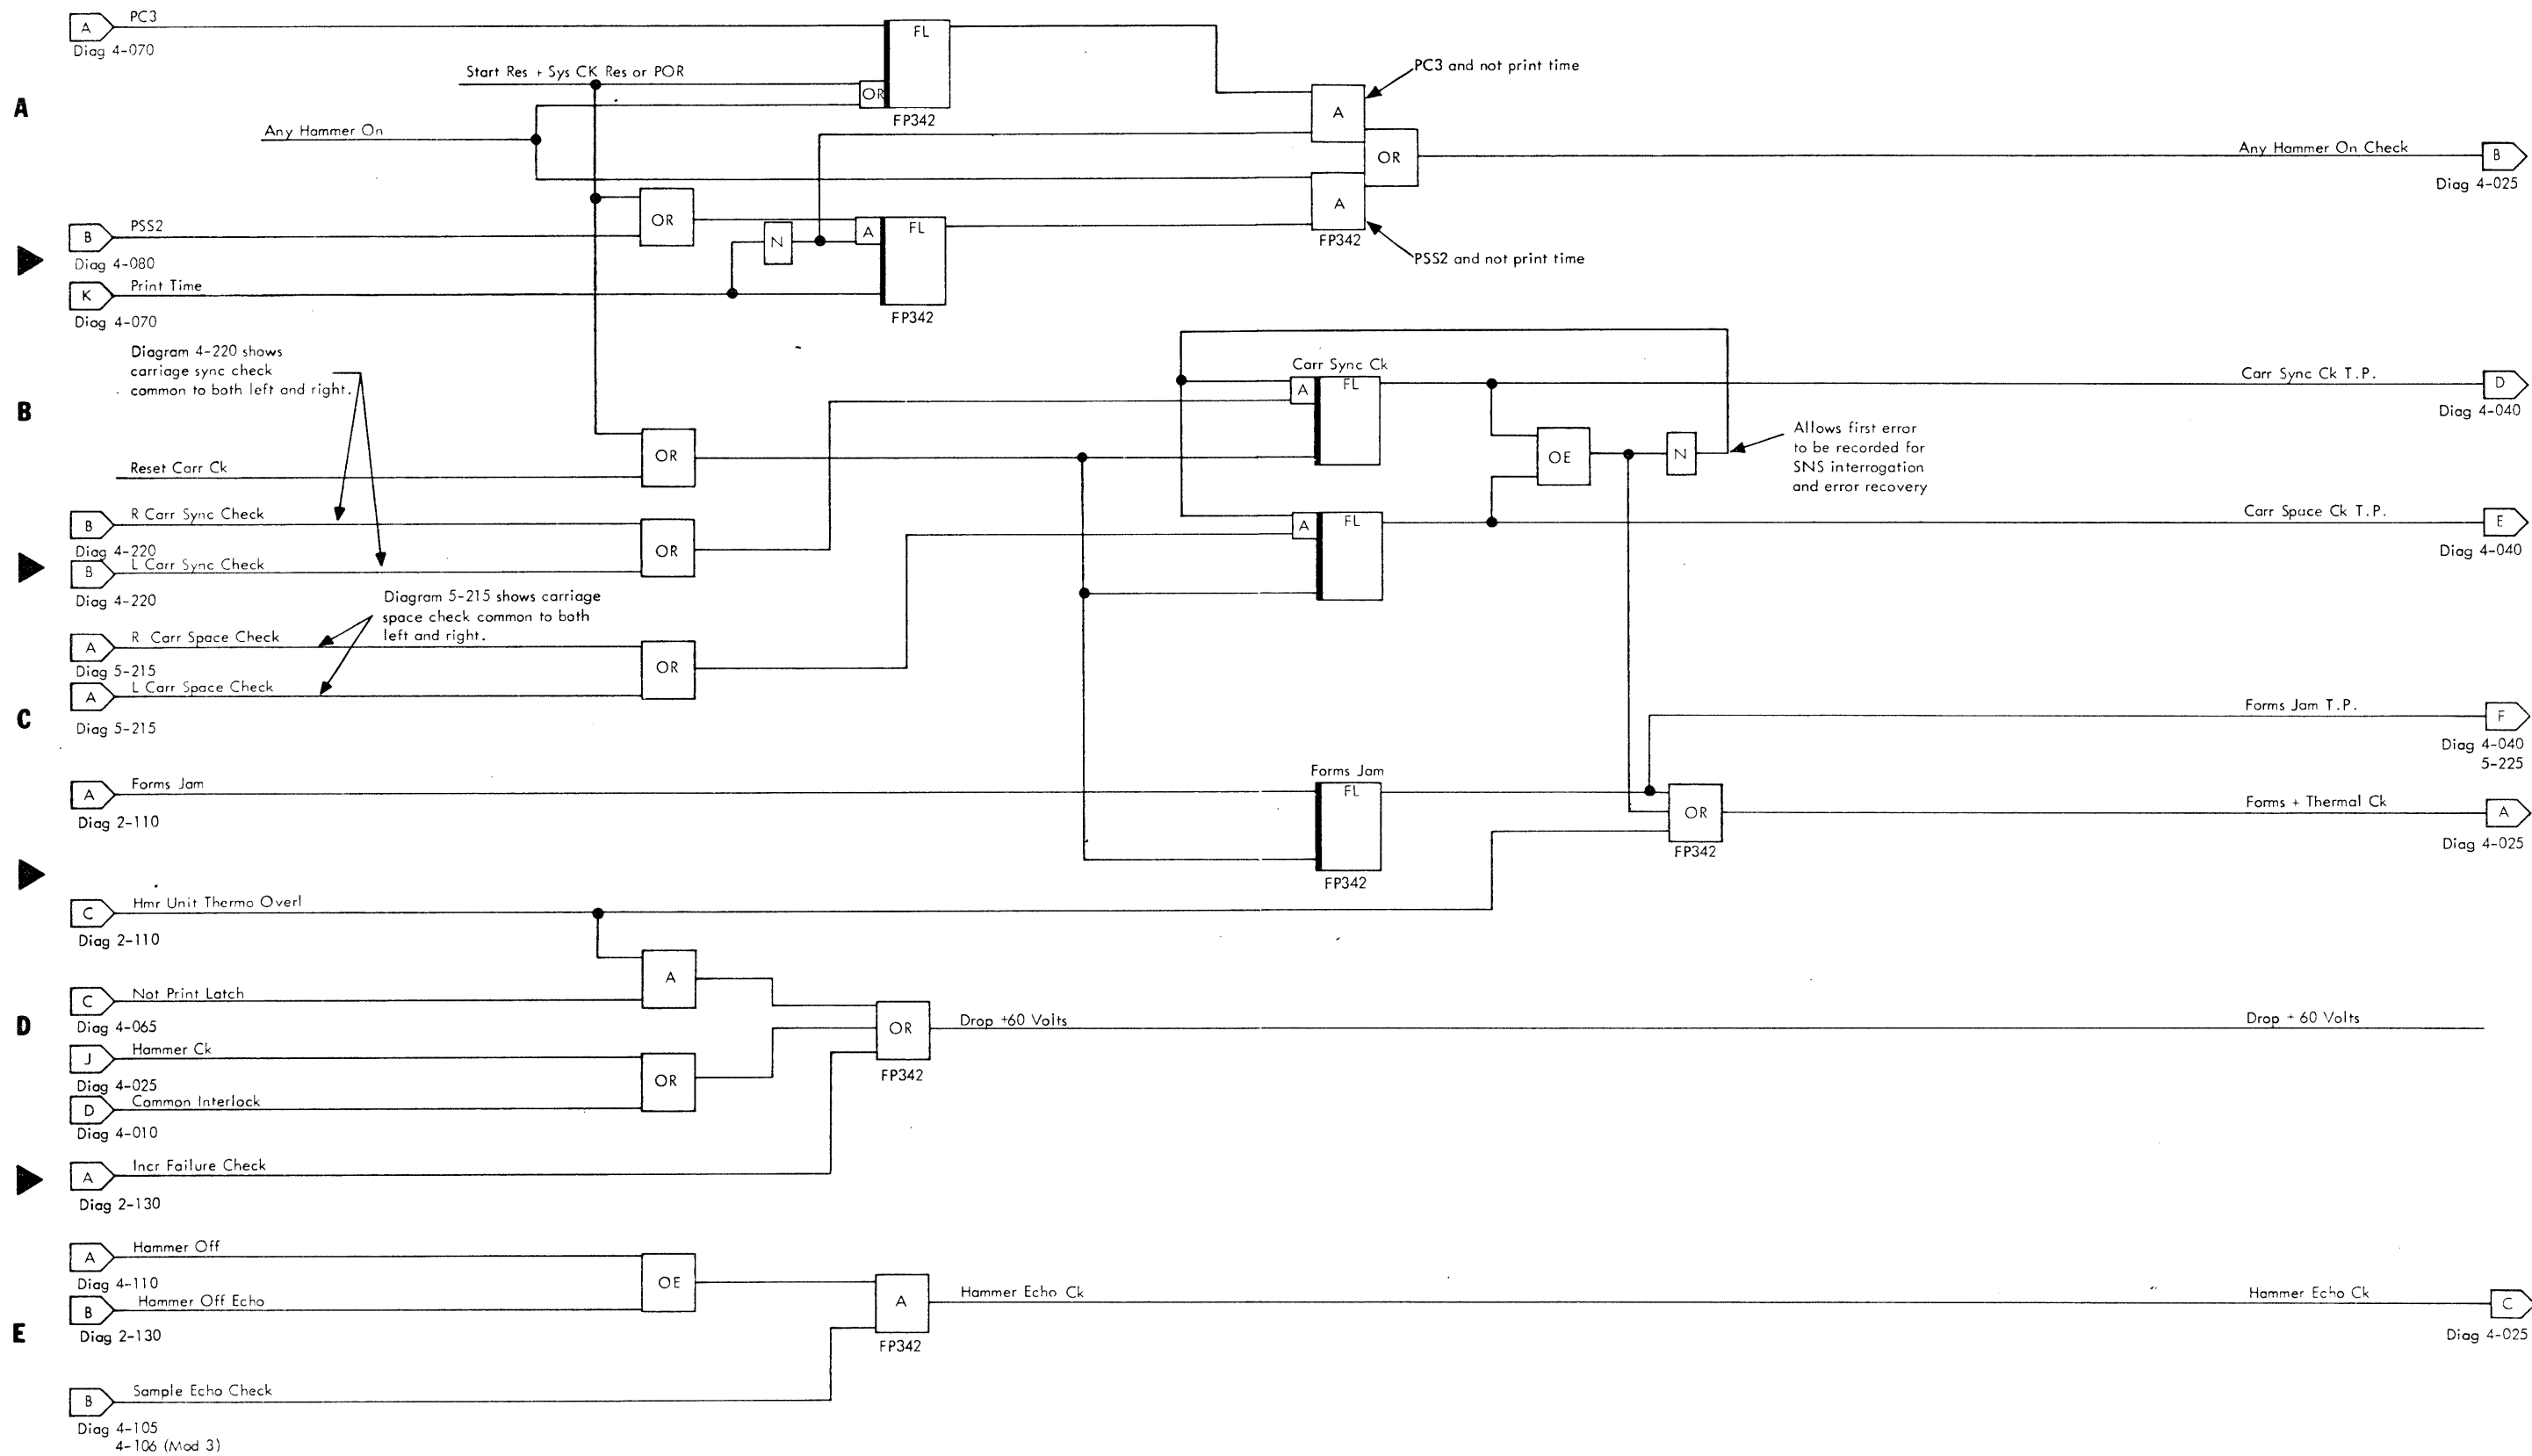 A
PC3
Diag 4-070
FL
Start Res + Sys CK Res or POR
OR
FP342
PC3 and not print time
A
A
Any Hammer On
OR
Any Hammer On Check
B
Diag 4-025
A
FP342
PSS2 and not print time
B
PSS2
Diag 4-080
OR
N
A
FL
FP342
K
Print Time
Diag 4-070
Diagram 4-220 shows
carriage sync check
common to both left and right.
B
Carr Sync Ck
A
FL
Carr Sync Ck T.P.
D
Diag 4-040
Reset Carr Ck
OR
OE
N
Allows first error
to be recorded for
SNS interrogation
and error recovery
B
R Carr Sync Check
Diag 4-220
B
L Carr Sync Check
Diag 4-220
OR
A
FL
Carr Space Ck T.P.
E
Diag 4-040
Diagram 5-215 shows carriage
space check common to both
left and right.
A
R Carr Space Check
Diag 5-215
A
L Carr Space Check
Diag 5-215
OR
C
Forms Jam T.P.
F
Diag 4-040
5-225
A
Forms Jam
Diag 2-110
Forms Jam
FL
FP342
OR
FP342
Forms + Thermal Ck
A
Diag 4-025
C
Hmr Unit Thermo Overl
Diag 2-110
A
C
Not Print Latch
Diag 4-065
D
OR
FP342
Drop +60 Volts
Drop + 60 Volts
J
Hammer Ck
Diag 4-025
OR
D
Common Interlock
Diag 4-010
A
Incr Failure Check
Diag 2-130
A
Hammer Off
Diag 4-110
OE
B
Hammer Off Echo
Diag 2-130
E
A
FP342
Hammer Echo Ck
Hammer Echo Ck
C
Diag 4-025
B
Sample Echo Check
Diag 4-105
4-106 (Mod 3)